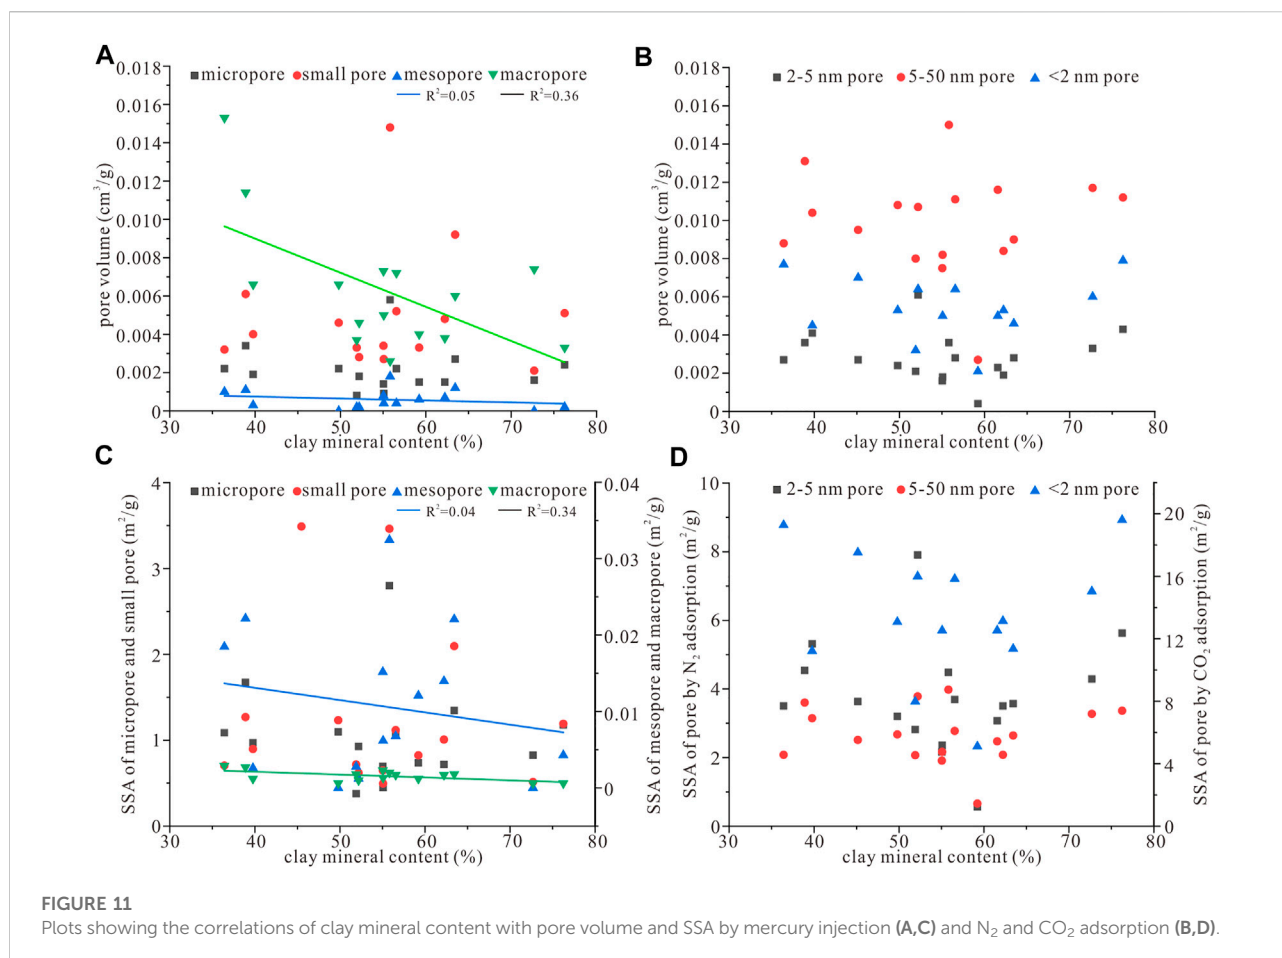 A
micropore small pore mesopore macropore
R²=0.05 R²=0.36
0.018
0.016
0.014
0.012
0.010
0.008
0.006
0.004
0.002
0
30 40 50 60 70 80
pore volume (cm³/g)
clay mineral content (%)
B
2-5 nm pore 5-50 nm pore <2 nm pore
0.018
0.016
0.014
0.012
0.010
0.008
0.006
0.004
0.002
0
30 40 50 60 70 80
pore volume (cm³/g)
clay mineral content (%)
C
micropore small pore mesopore macropore
R²=0.04 R²=0.34
4
3
2
1
0
0.04
0.03
0.02
0.01
0
30 40 50 60 70 80
SSA of micropore and small pore (m²/g)
SSA of mesopore and macropore (m²/g)
clay mineral content (%)
D
2-5 nm pore 5-50 nm pore <2 nm pore
10
8
6
4
2
0
20
16
12
8
4
0
30 40 50 60 70 80
SSA of pore by N₂ adsorption (m²/g)
SSA of pore by CO₂ adsorption (m²/g)
clay mineral content (%)
FIGURE 11
Plots showing the correlations of clay mineral content with pore volume and SSA by mercury injection (A,C) and N₂ and CO₂ adsorption (B,D).